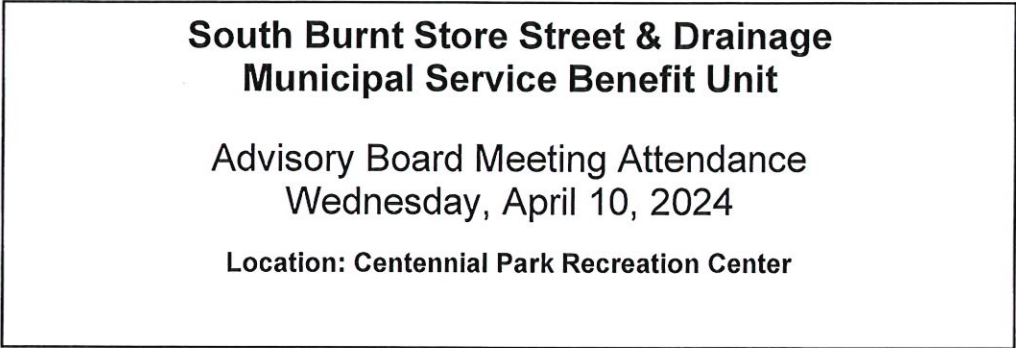 South Burnt Store Street & Drainage
Municipal Service Benefit Unit
Advisory Board Meeting Attendance
Wednesday, April 10, 2024
Location: Centennial Park Recreation Center